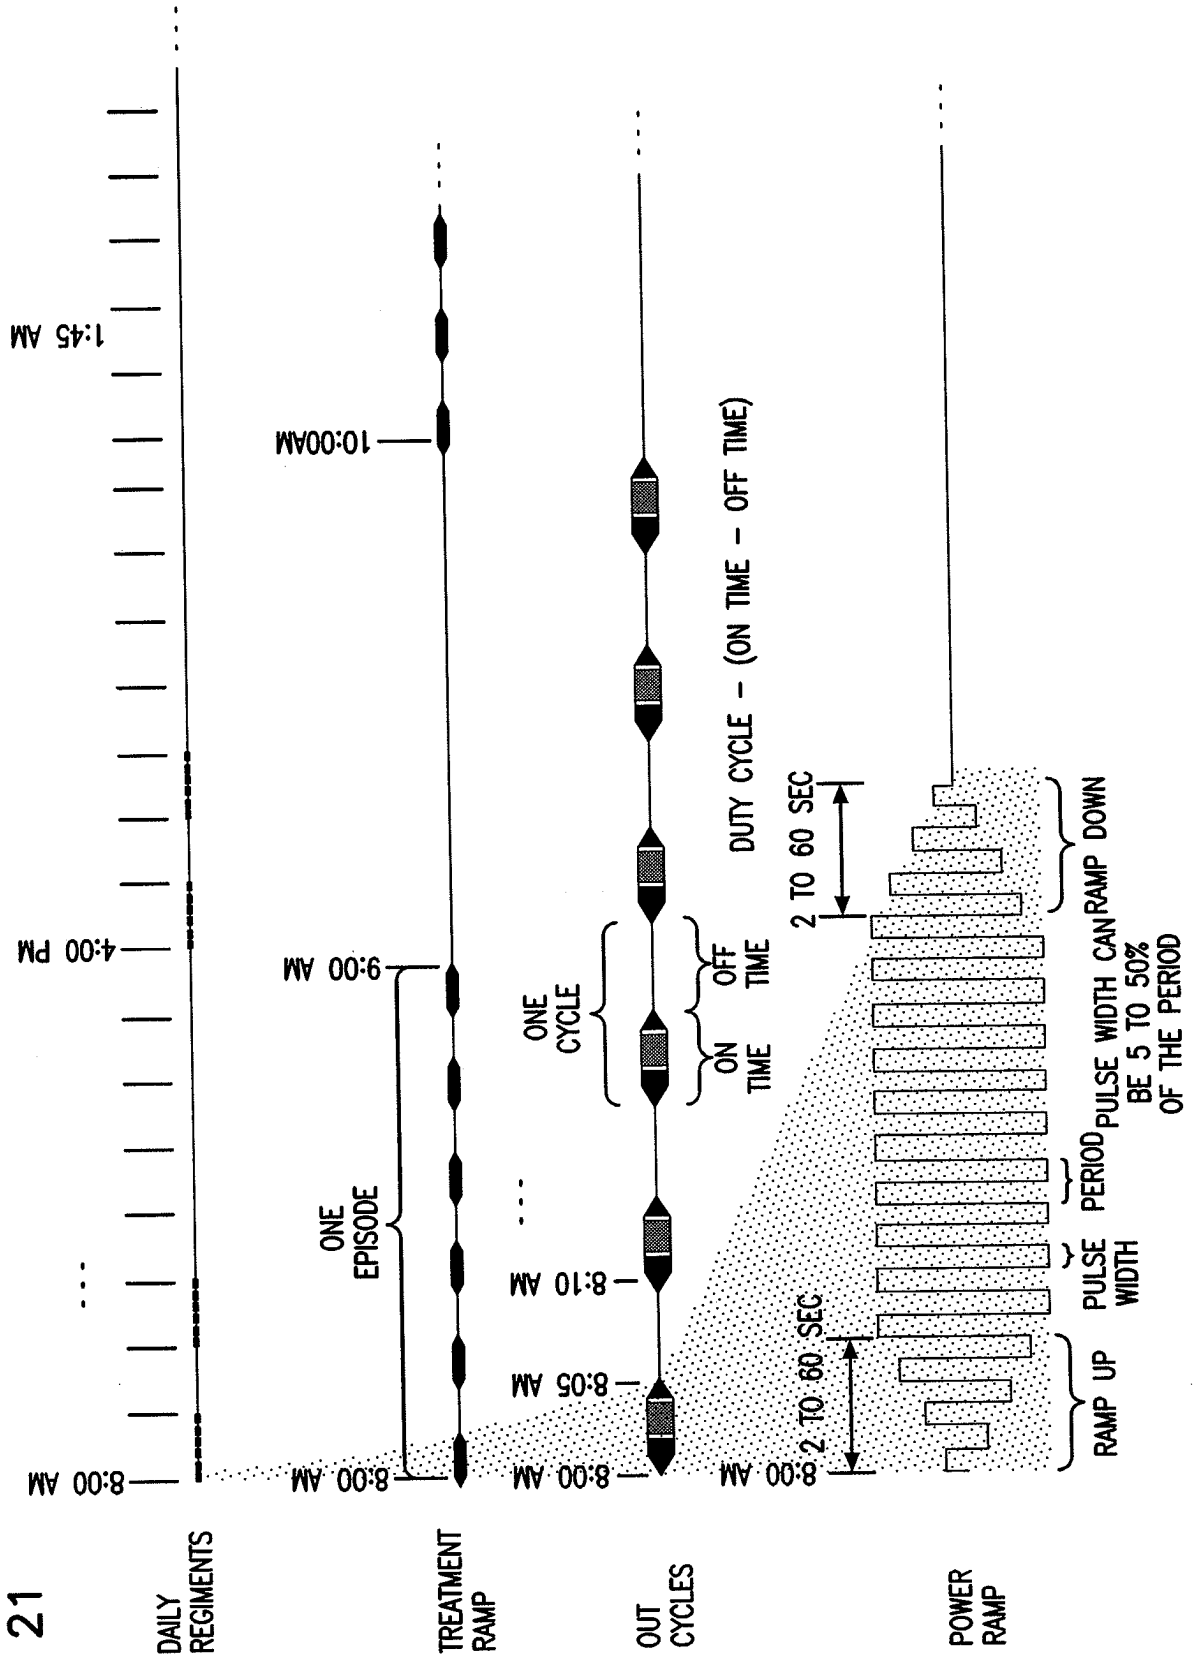 21
DAILY
REGIMENTS
8:00 AM
4:00 PM
1:45 AM
TREATMENT
RAMP
8:00 AM
ONE
EPISODE
9:00 AM
10:00AM
OUT
CYCLES
8:00 AM
8:05 AM
8:10 AM
ONE
CYCLE
ON
TIME
OFF
TIME
DUTY CYCLE - (ON TIME - OFF TIME)
POWER
RAMP
8:00 AM
2 TO 60 SEC
2 TO 60 SEC
RAMP UP
PULSE
WIDTH
PERIOD
PULSE WIDTH CAN
BE 5 TO 50%
OF THE PERIOD
RAMP DOWN